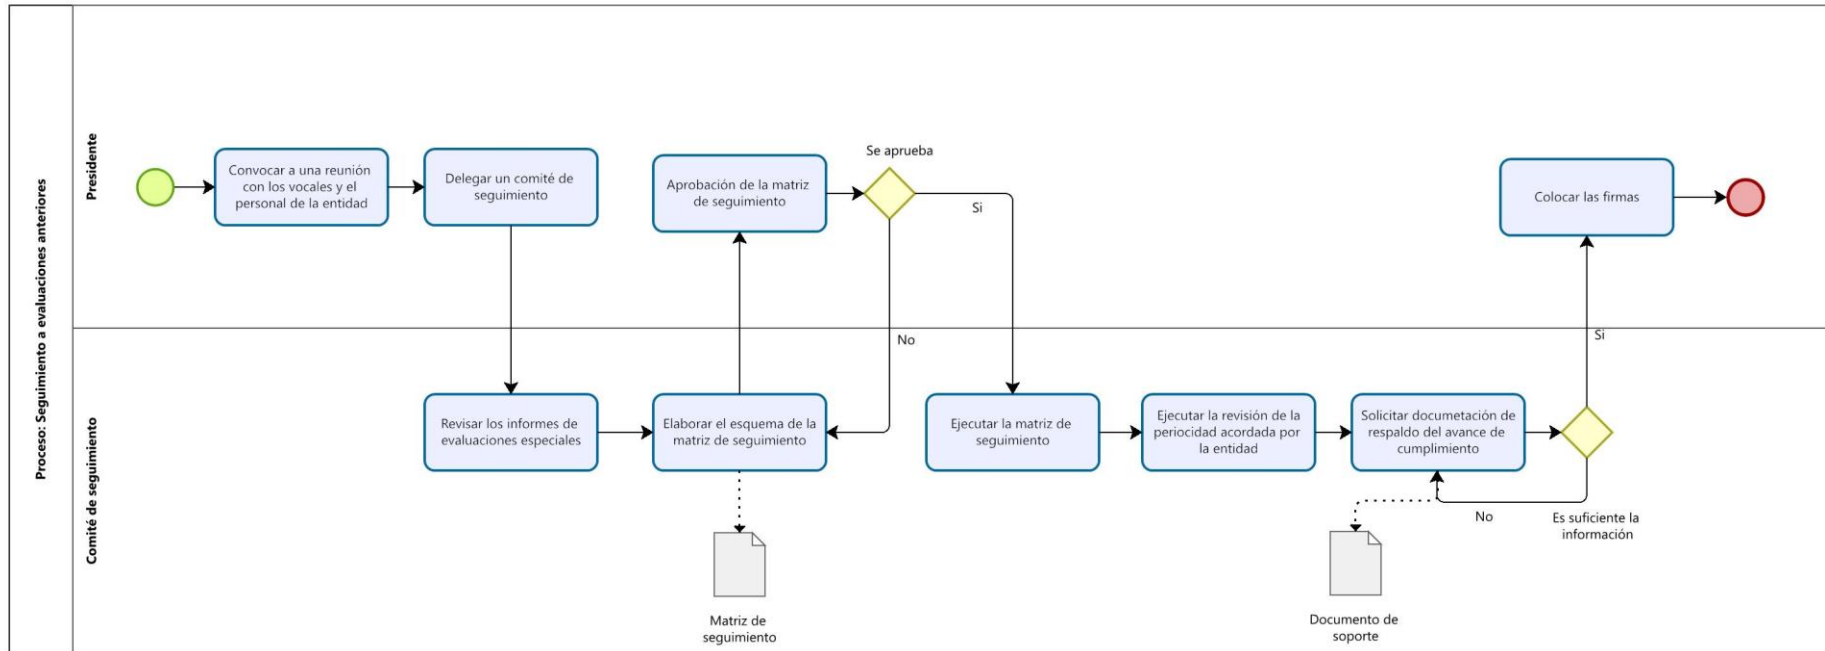 Proceso: Seguimiento a evaluaciones anteriores
Presidente
Convocar a una reunión
con los vocales y el
personal de la entidad
Delegar un comité de
seguimiento
Aprobación de la matriz
de seguimiento
Se aprueba
Si
No
Colocar las firmas
Comité de seguimiento
Revisar los informes de
evaluaciones especiales
Elaborar el esquema de la
matriz de seguimiento
Matriz de
seguimiento
Ejecutar la matriz de
seguimiento
Ejecutar la revisión de la
periocidad acordada por
la entidad
Solicitar documetación de
respaldo del avance de
cumplimiento
Si
No
Es suficiente la
información
Documento de
soporte